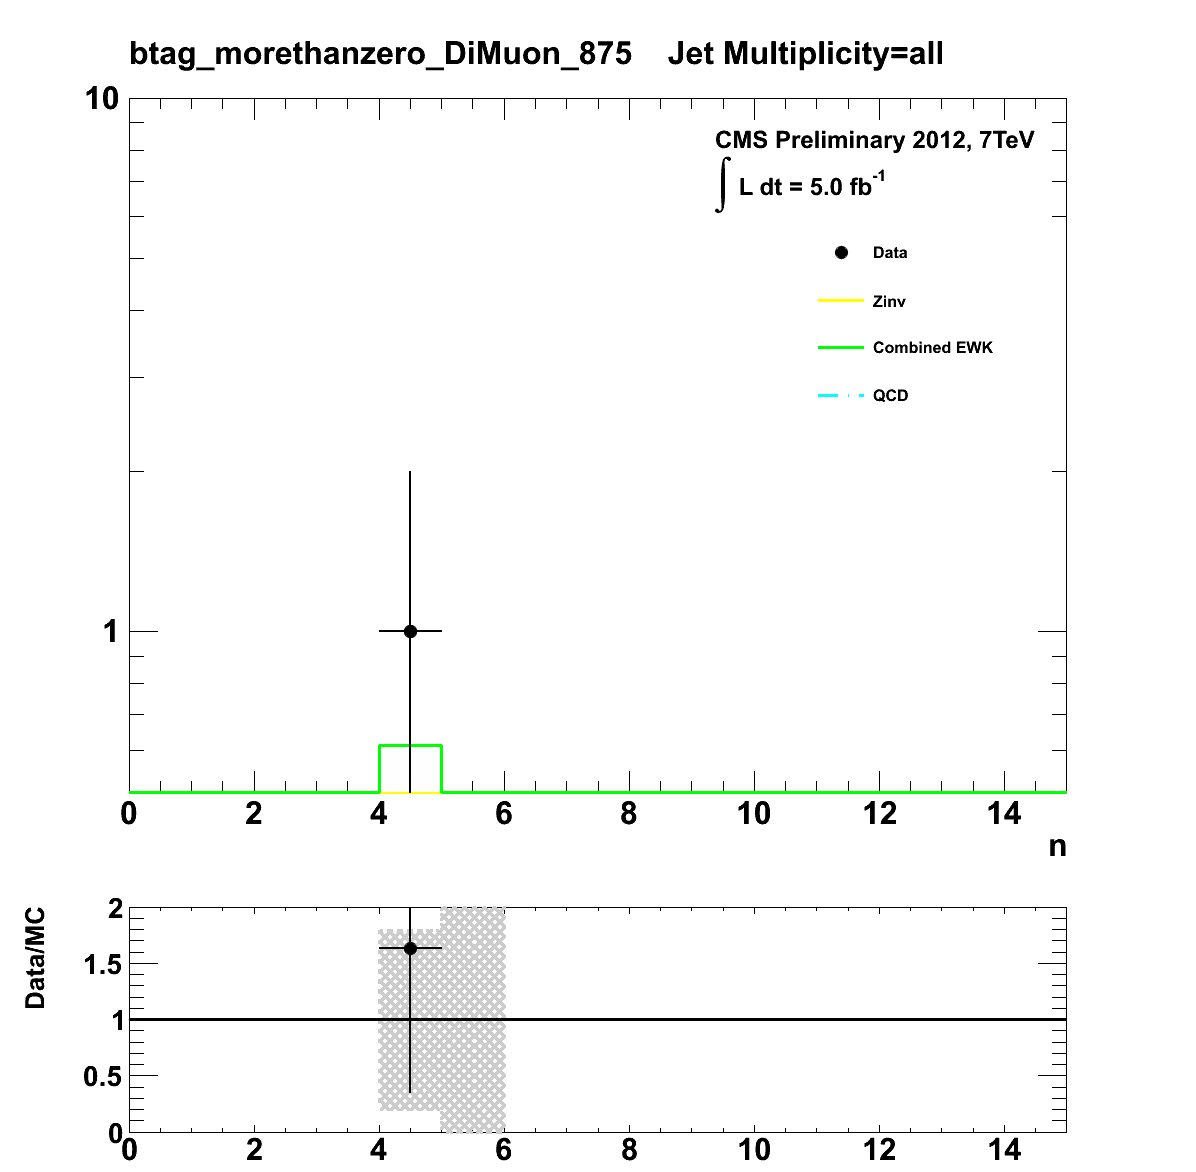 btag_morethanzero_DiMuon_875 Jet Multiplicity=all
10
CMS Preliminary 2012, 7TeV
∫ L dt = 5.0 fb⁻¹
Data
Zinv
Combined EWK
QCD
1
0 2 4 6 8 10 12 14
n
Data/MC
2
1.5
1
0.5
0
0 2 4 6 8 10 12 14